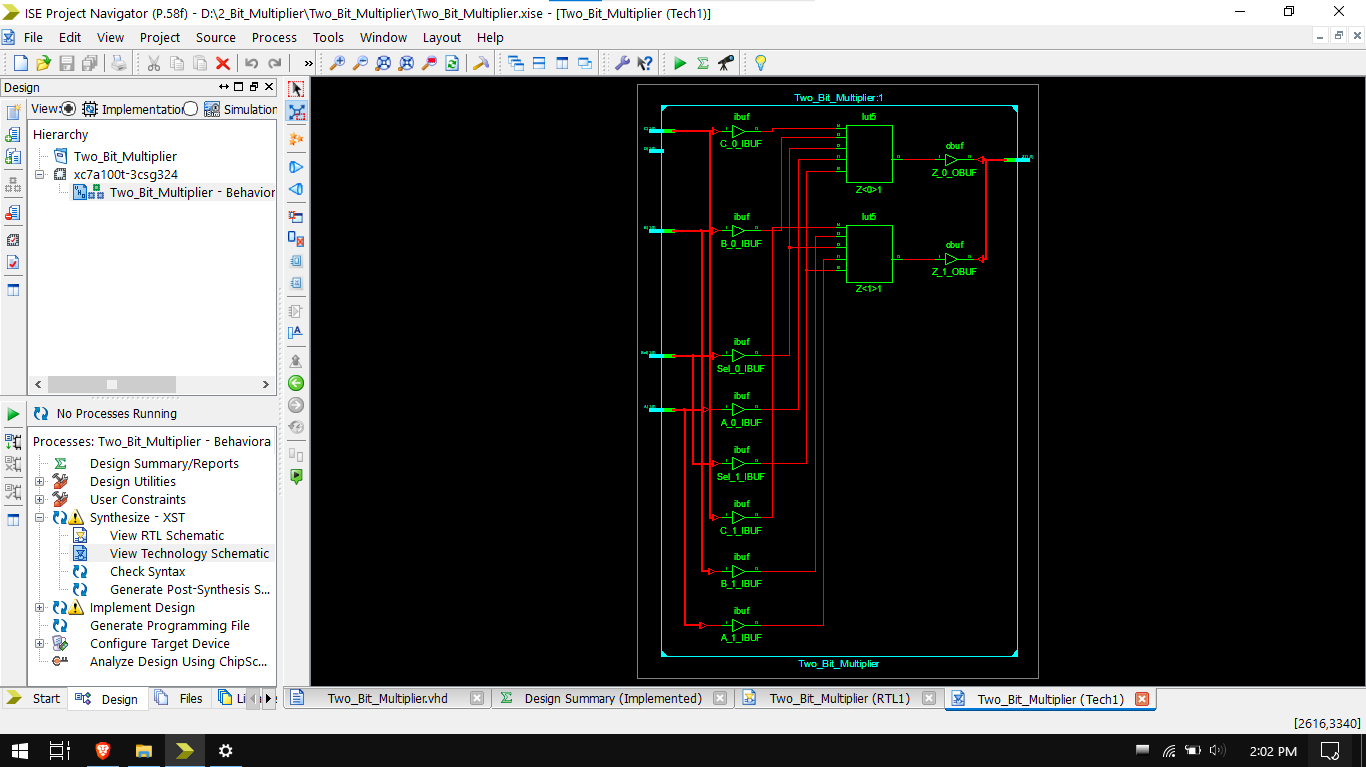 ISE Project Navigator (P.58f) - D:\2_Bit_Multiplier\Two_Bit_Multiplier\Two_Bit_Multiplier.xise - [Two_Bit_Multiplier (Tech1)]
File Edit View Project Source Process Tools Window Layout Help
»
Design
View: Implementation Simulation
Hierarchy
Two_Bit_Multiplier
xc7a100t-3csg324
Two_Bit_Multiplier - Behavior
No Processes Running
Processes: Two_Bit_Multiplier - Behaviora
Design Summary/Reports
Design Utilities
User Constraints
Synthesize - XST
View RTL Schematic
View Technology Schematic
Check Syntax
Generate Post-Synthesis S...
Implement Design
Generate Programming File
Configure Target Device
Analyze Design Using ChipSc...
Start Design Files Li
Two_Bit_Multiplier:1
ibuf
C_0_IBUF
lut5
Z<0>1
obuf
Z_0_OBUF
ibuf
B_0_IBUF
lut5
Z<1>1
obuf
Z_1_OBUF
ibuf
Sel_0_IBUF
ibuf
A_0_IBUF
ibuf
Sel_1_IBUF
ibuf
C_1_IBUF
ibuf
B_1_IBUF
ibuf
A_1_IBUF
Two_Bit_Multiplier
Two_Bit_Multiplier.vhd Design Summary (Implemented) Two_Bit_Multiplier (RTL1) Two_Bit_Multiplier (Tech1)
[2616,3340]
2:02 PM